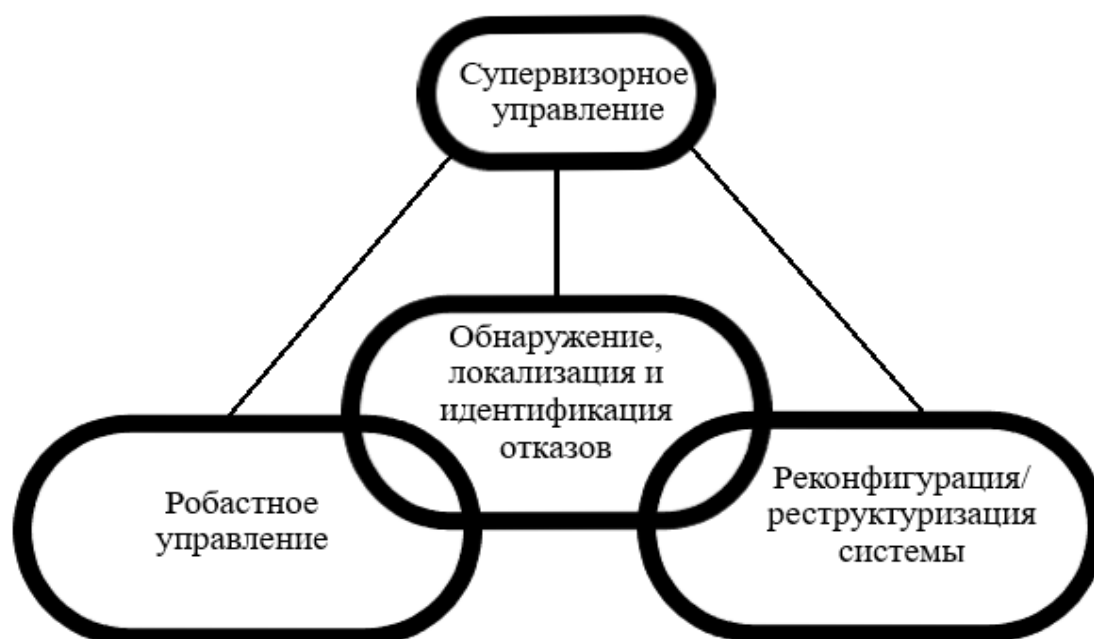 Супервизорное
управление
Обнаружение,
локализация и
идентификация
отказов
Робастное
управление
Реконфигурация/
реструктуризация
системы